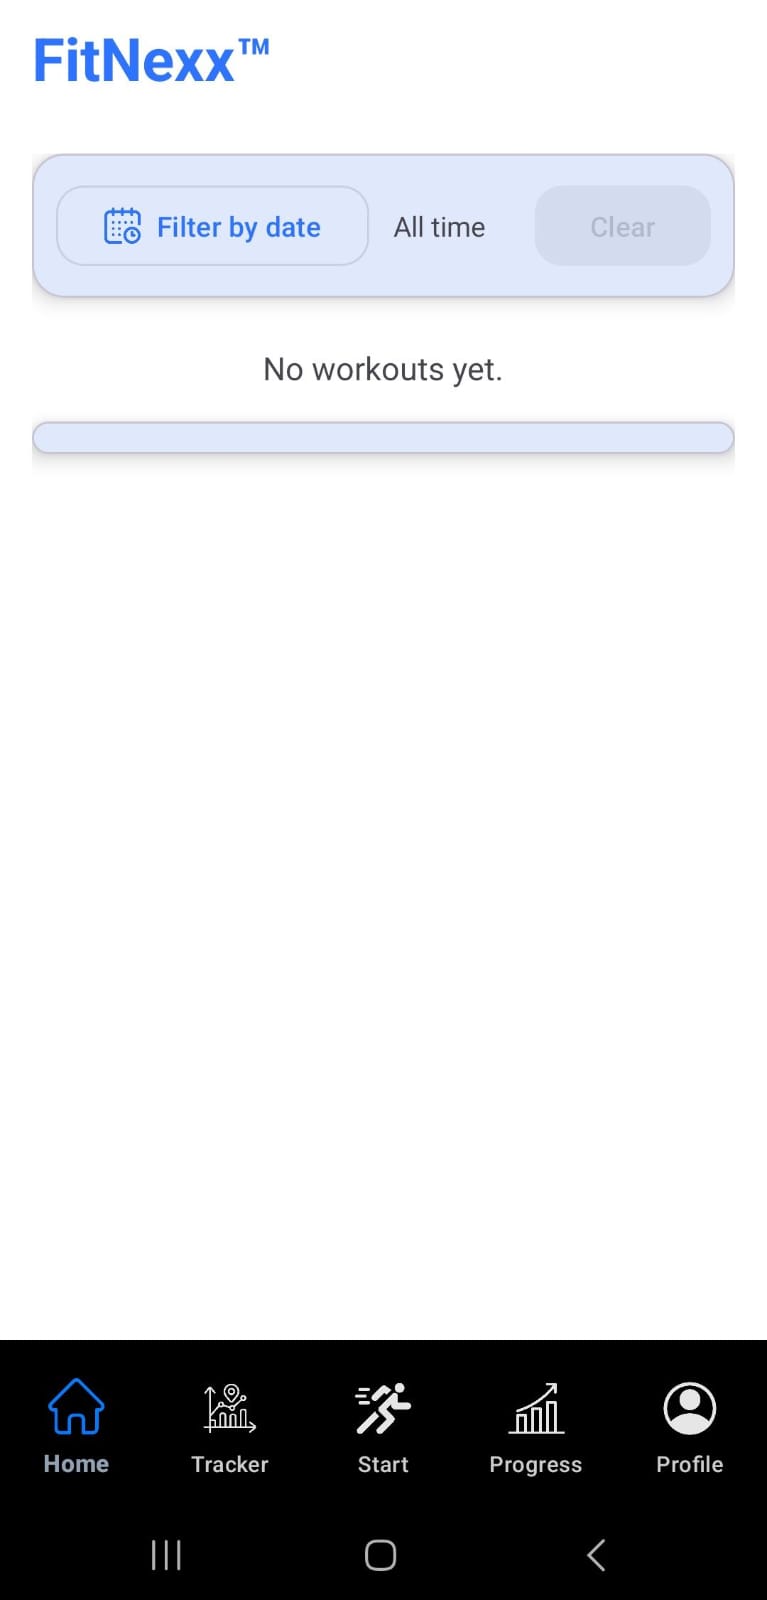 FitNexx™
Filter by date All time Clear
No workouts yet.
Home Tracker Start Progress Profile